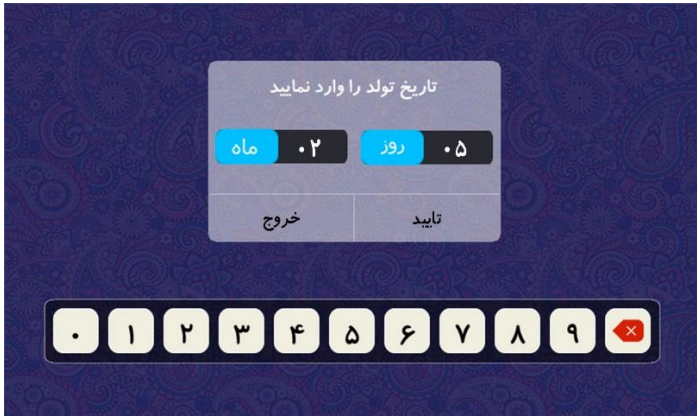 تاریخ تولد را وارد نمایید
۰۵ روز ۰۲ ماه
تایید خروج
۰ ۱ ۲ ۳ ۴ ۵ ۶ ۷ ۸ ۹